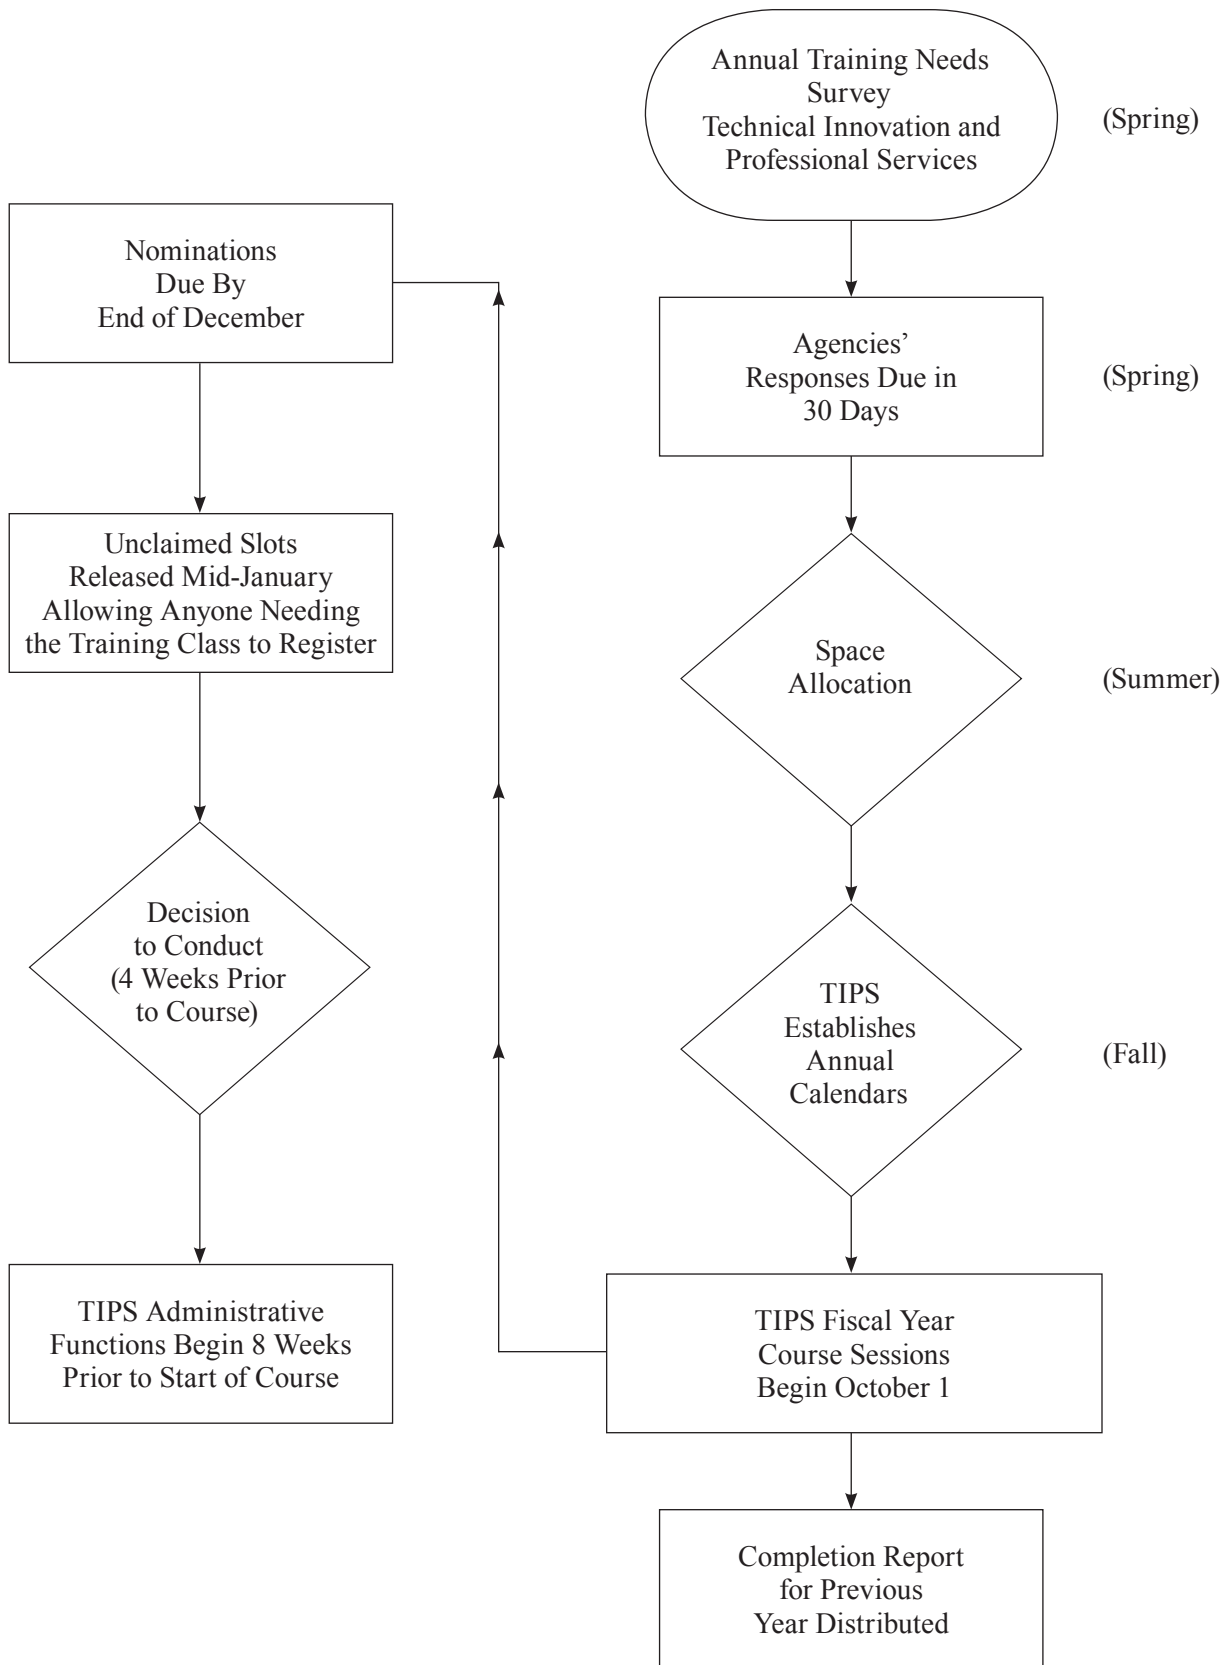 Annual Training Needs
Survey
Technical Innovation and
Professional Services
(Spring)
Agencies’
Responses Due in
30 Days
(Spring)
Space
Allocation
(Summer)
TIPS
Establishes
Annual
Calendars
(Fall)
TIPS Fiscal Year
Course Sessions
Begin October 1
Completion Report
for Previous
Year Distributed
Nominations
Due By
End of December
Unclaimed Slots
Released Mid-January
Allowing Anyone Needing
the Training Class to Register
Decision
to Conduct
(4 Weeks Prior
to Course)
TIPS Administrative
Functions Begin 8 Weeks
Prior to Start of Course